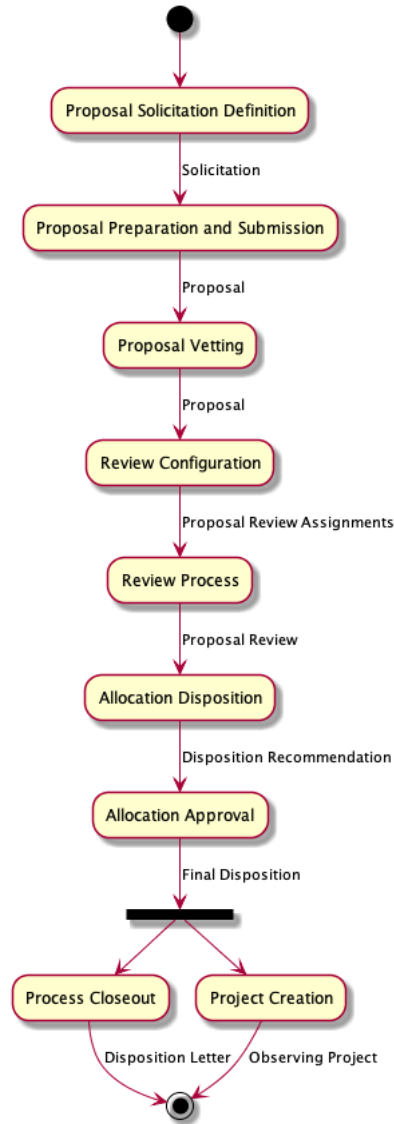 Proposal Solicitation Definition
Solicitation
Proposal Preparation and Submission
Proposal
Proposal Vetting
Proposal
Review Configuration
Proposal Review Assignments
Review Process
Proposal Review
Allocation Disposition
Disposition Recommendation
Allocation Approval
Final Disposition
Process Closeout
Project Creation
Disposition Letter
Observing Project